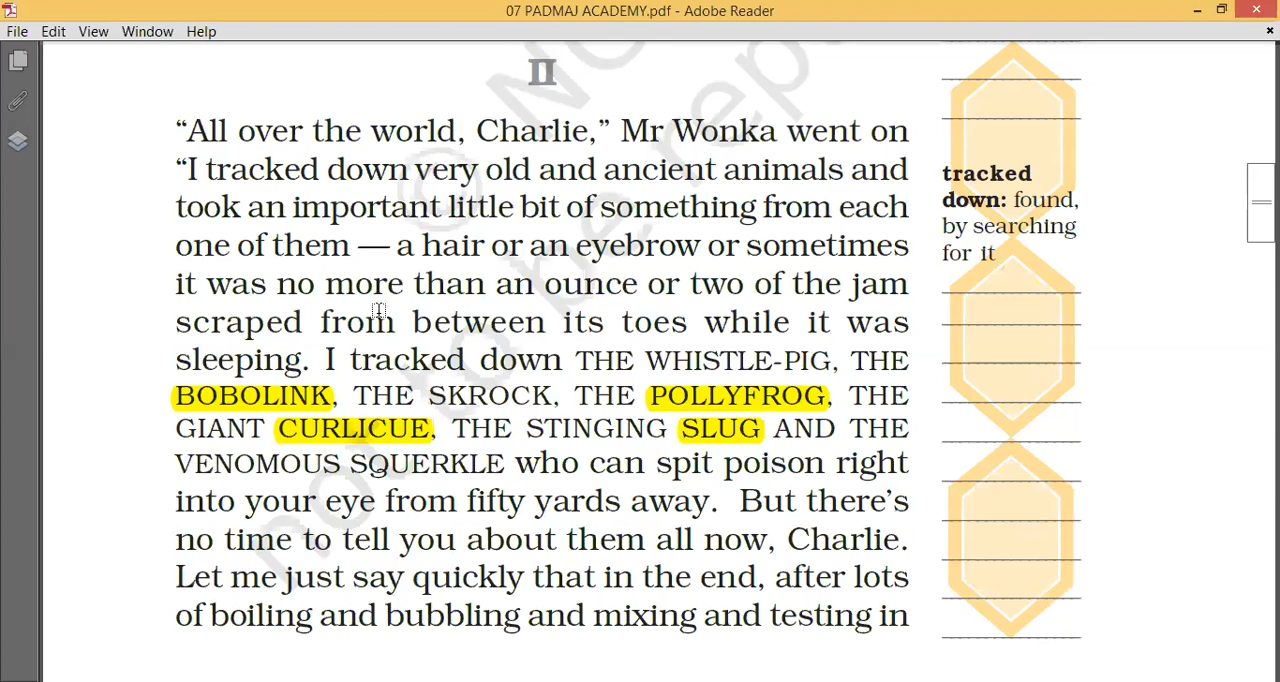 07 PADMAJ ACADEMY.pdf - Adobe Reader
File Edit View Window Help
II
“All over the world, Charlie,” Mr Wonka went on
“I tracked down very old and ancient animals and
took an important little bit of something from each
one of them — a hair or an eyebrow or sometimes
it was no more than an ounce or two of the jam
scraped from between its toes while it was
sleeping. I tracked down THE WHISTLE-PIG, THE
BOBOLINK, THE SKROCK, THE POLLYFROG, THE
GIANT CURLICUE, THE STINGING SLUG AND THE
VENOMOUS SQUERKLE who can spit poison right
into your eye from fifty yards away. But there’s
no time to tell you about them all now, Charlie.
Let me just say quickly that in the end, after lots
of boiling and bubbling and mixing and testing in
tracked
down: found,
by searching
for it
© No
not to be rep